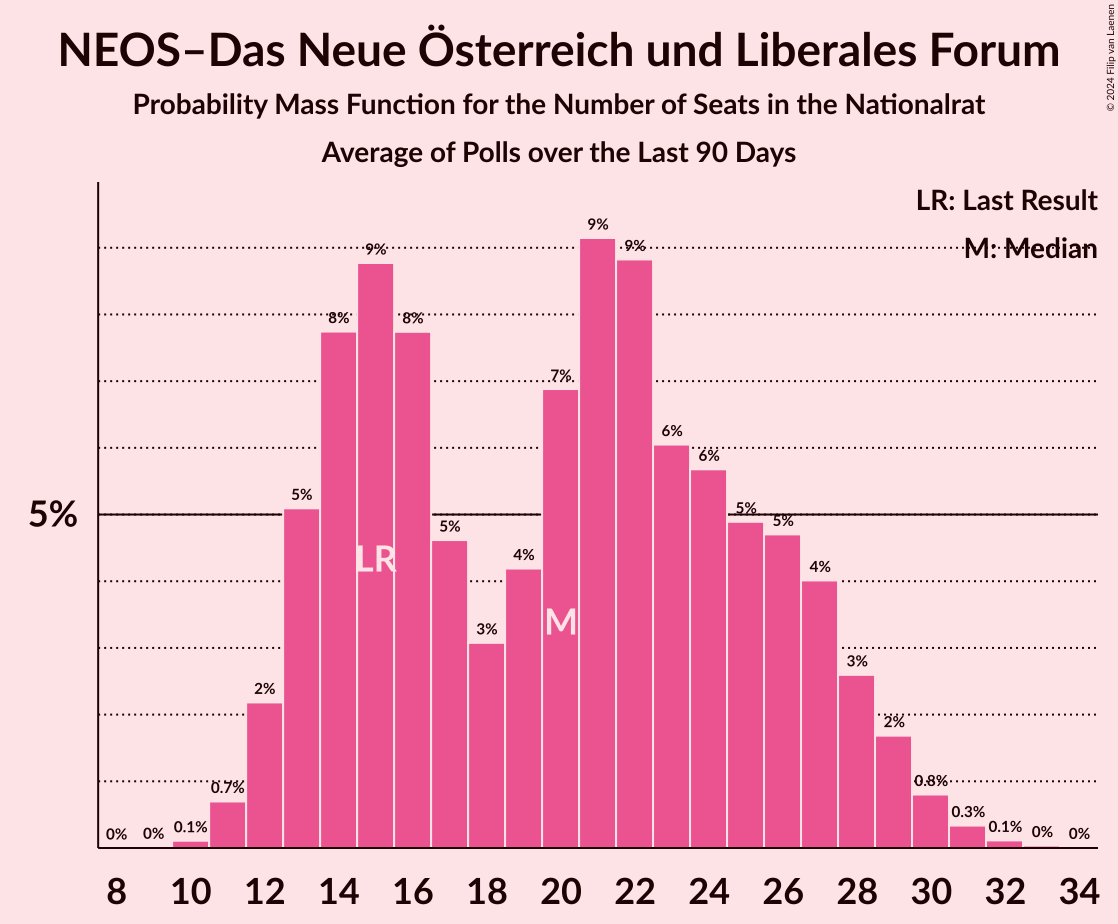 NEOS–Das Neue Österreich und Liberales Forum
Probability Mass Function for the Number of Seats in the Nationalrat
Average of Polls over the Last 90 Days
© 2024 Filip van Laenen
LR: Last Result
M: Median
5%
0% 0% 0.1% 0.7% 2% 5% 8% 9% 8% 5% 3% 4% 7% 9% 9% 6% 6% 5% 5% 4% 3% 2% 0.8% 0.3% 0.1% 0% 0%
LR
M
8 10 12 14 16 18 20 22 24 26 28 30 32 34